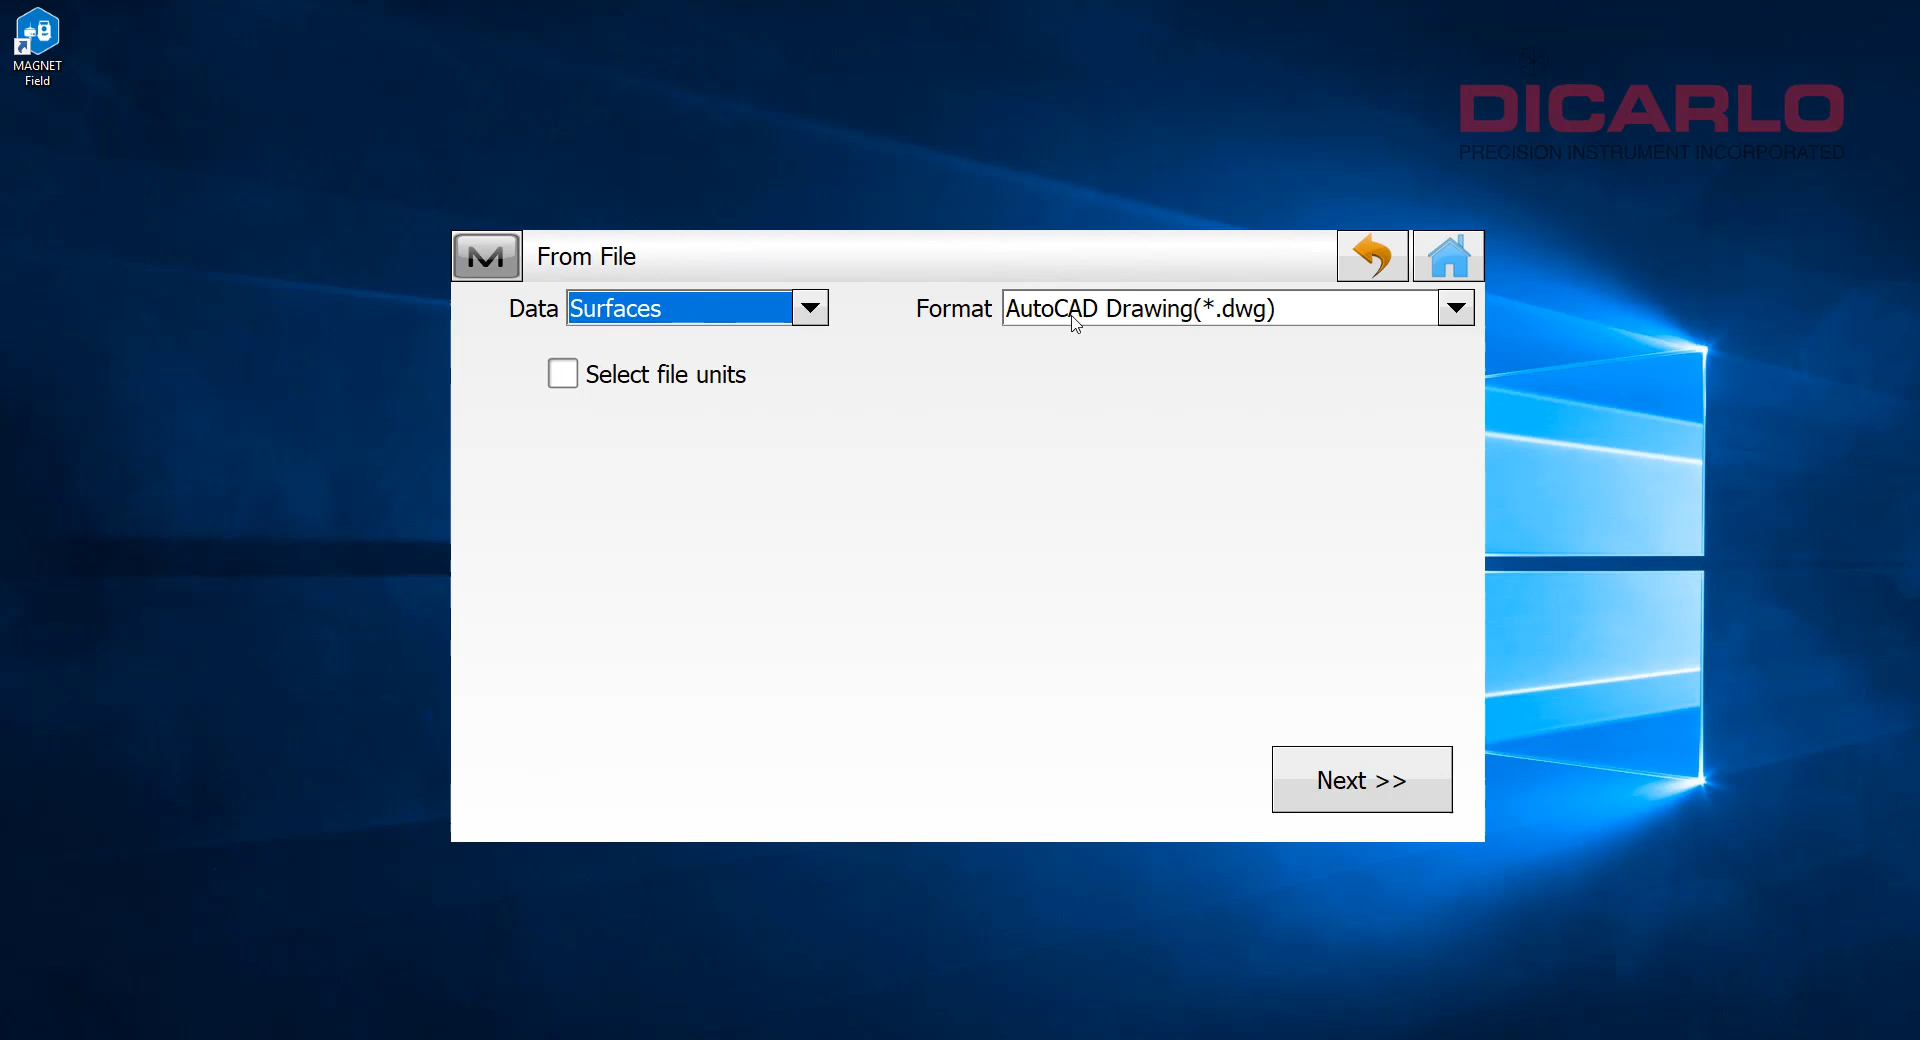 MAGNET
Field
DICARLO
PRECISION INSTRUMENT INCORPORATED
From File
Data Surfaces Format AutoCAD Drawing(*.dwg)
Select file units
Next >>